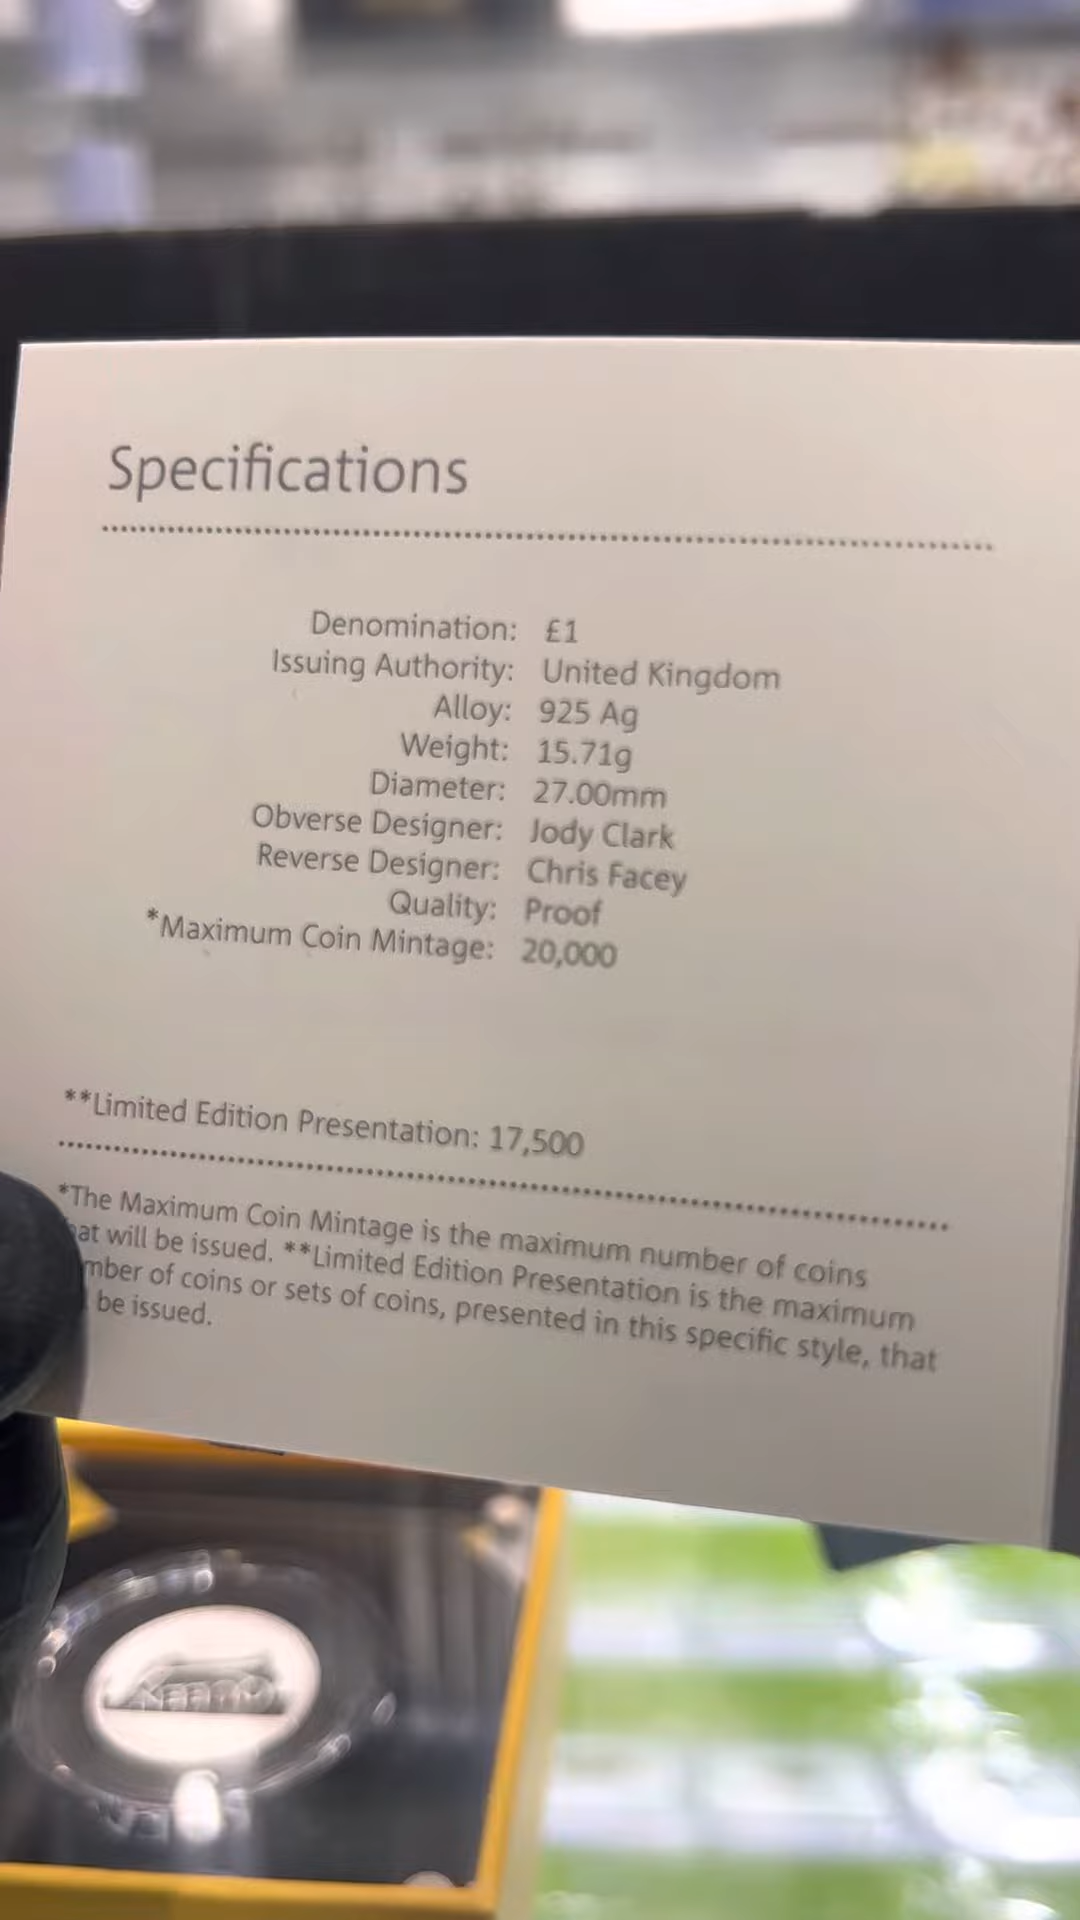 Specifications
Denomination: £1
Issuing Authority: United Kingdom
Alloy: 925 Ag
Weight: 15.71g
Diameter: 27.00mm
Obverse Designer: Jody Clark
Reverse Designer: Chris Facey
Quality: Proof
*Maximum Coin Mintage: 20,000
**Limited Edition Presentation: 17,500
*The Maximum Coin Mintage is the maximum number of coins
hat will be issued. **Limited Edition Presentation is the maximum
mber of coins or sets of coins, presented in this specific style, that
be issued.